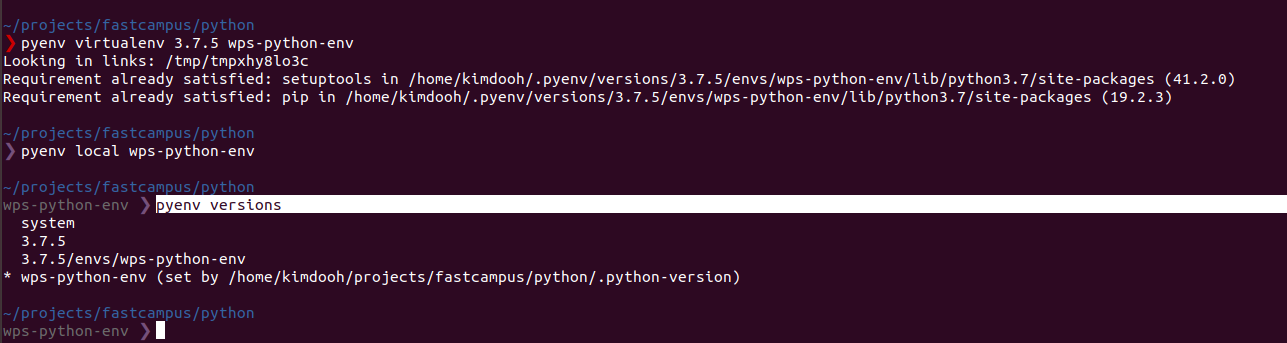 ~/projects/fastcampus/python
❯ pyenv virtualenv 3.7.5 wps-python-env
Looking in links: /tmp/tmpxhy8lo3c
Requirement already satisfied: setuptools in /home/kimdooh/.pyenv/versions/3.7.5/envs/wps-python-env/lib/python3.7/site-packages (41.2.0)
Requirement already satisfied: pip in /home/kimdooh/.pyenv/versions/3.7.5/envs/wps-python-env/lib/python3.7/site-packages (19.2.3)
~/projects/fastcampus/python
❯ pyenv local wps-python-env
~/projects/fastcampus/python
wps-python-env ❯ pyenv versions
system
3.7.5
3.7.5/envs/wps-python-env
* wps-python-env (set by /home/kimdooh/projects/fastcampus/python/.python-version)
~/projects/fastcampus/python
wps-python-env ❯